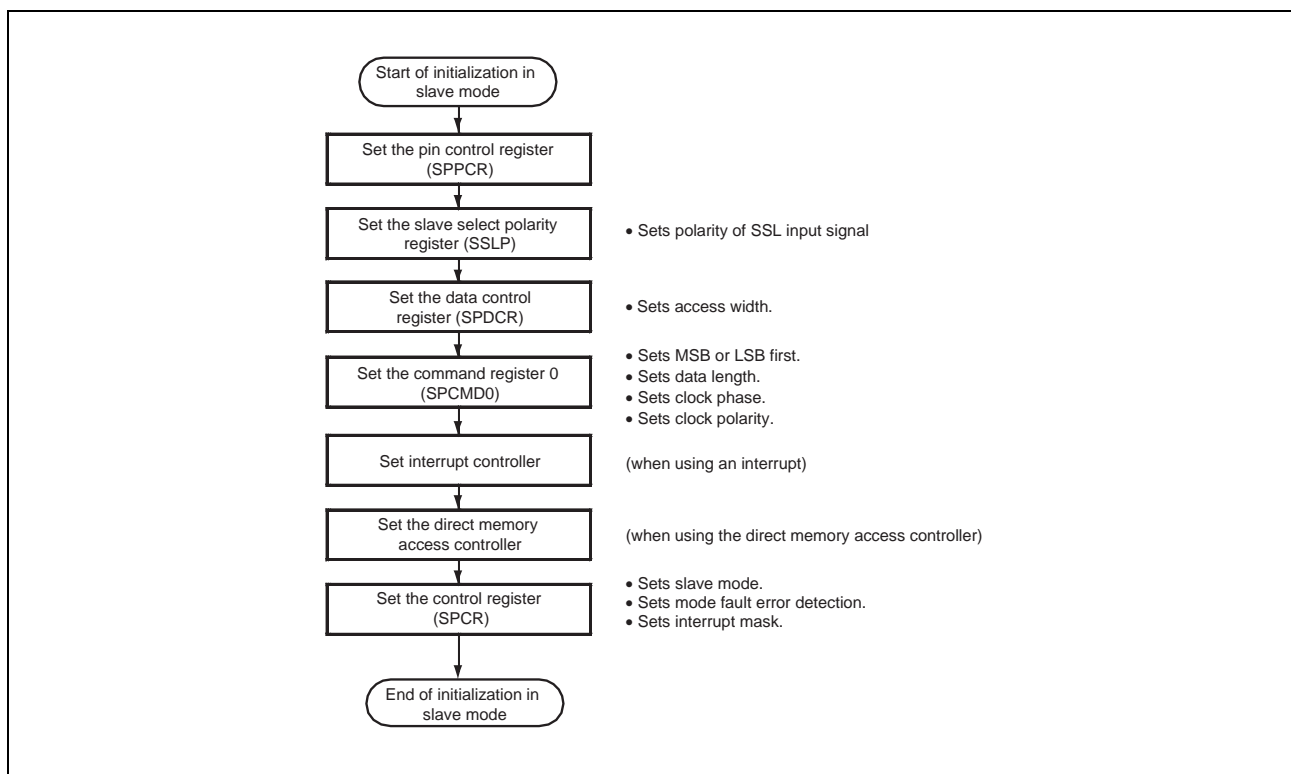 Start of initialization in
slave mode
Set the pin control register
(SPPCR)
Set the slave select polarity
register (SSLP)
• Sets polarity of SSL input signal
Set the data control
register (SPDCR)
• Sets access width.
Set the command register 0
(SPCMD0)
• Sets MSB or LSB first.
• Sets data length.
• Sets clock phase.
• Sets clock polarity.
Set interrupt controller
(when using an interrupt)
Set the direct memory
access controller
(when using the direct memory access controller)
Set the control register
(SPCR)
• Sets slave mode.
• Sets mode fault error detection.
• Sets interrupt mask.
End of initialization in
slave mode